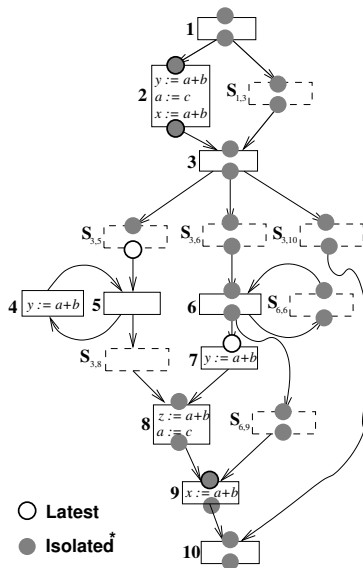 1
2
y := a+b
a := c
x := a+b
S1,3
3
S3,5
S3,6
S3,10
4
y := a+b
5
6
S6,6
S3,8
7
y := a+b
8
z := a+b
a := c
S6,9
9
x := a+b
Latest
Isolated*
10